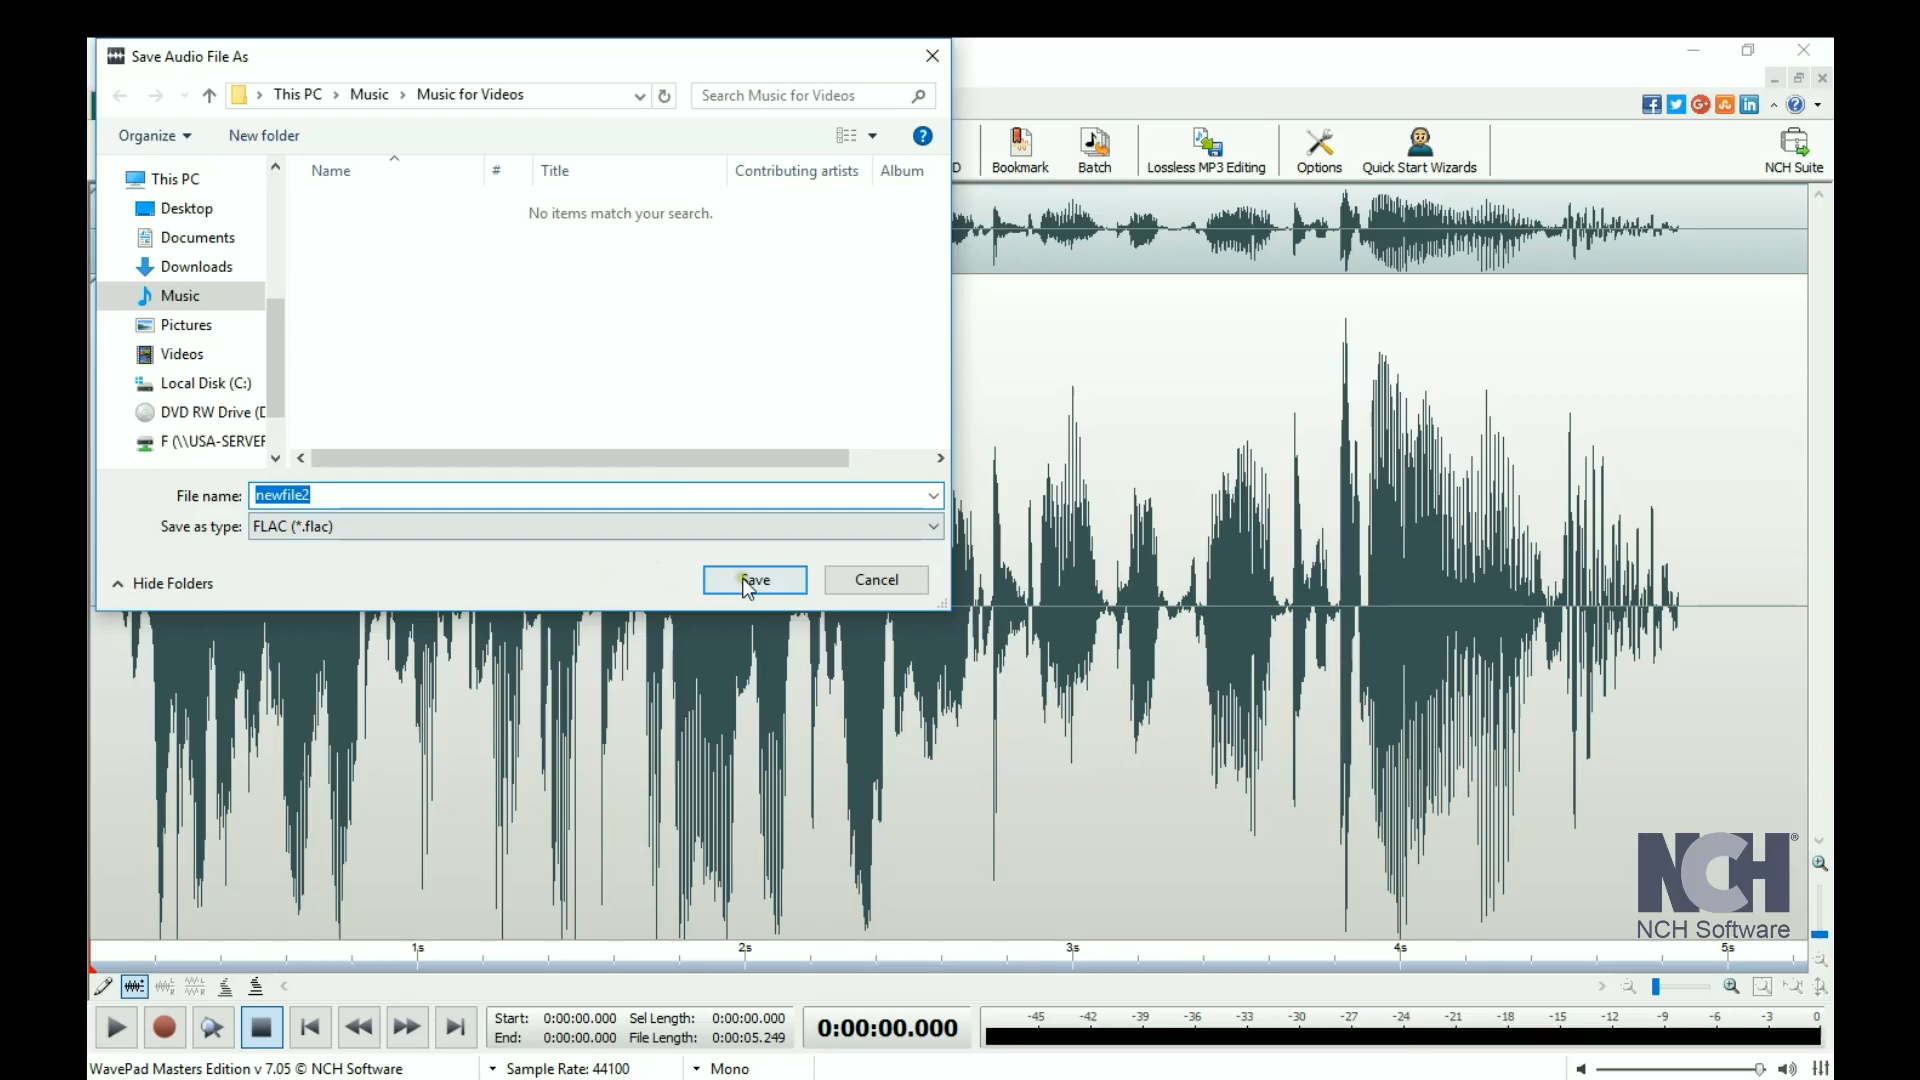 Save Audio File As
This PC > Music > Music for Videos
Search Music for Videos
Organize
New folder
Name
#
Title
Contributing artists
Album
No items match your search.
This PC
Desktop
Documents
Downloads
Music
Pictures
Videos
Local Disk (C:)
DVD RW Drive (D
F (\\USA-SERVER
File name: newfile2
Save as type: FLAC (*.flac)
Hide Folders
Save
Cancel
D
Bookmark
Batch
Lossless MP3 Editing
Options
Quick Start Wizards
NCH Suite
NCH®
NCH Software
1s 2s 3s 4s 5s
Start: 0:00:00.000 Sel Length: 0:00:00.000
End: 0:00:00.000 File Length: 0:00:05.249
0:00:00.000
-45 -42 -39 -36 -33 -30 -27 -24 -21 -18 -15 -12 -9 -6 -3 0
WavePad Masters Edition v 7.05 © NCH Software
Sample Rate: 44100
Mono